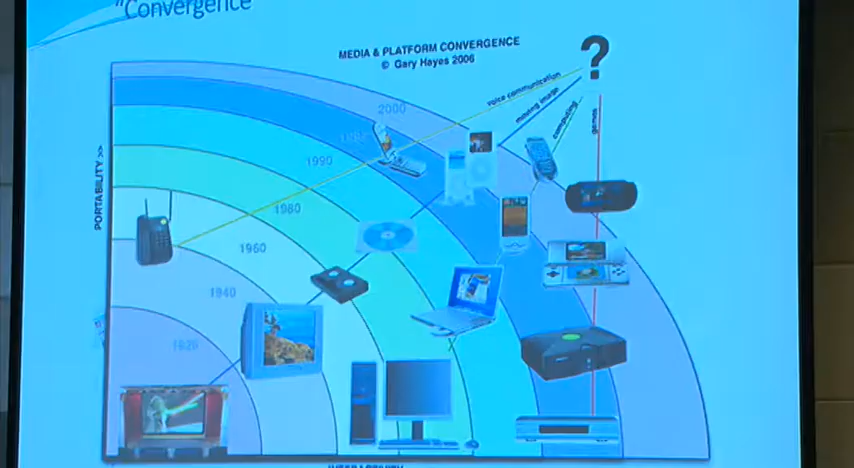 "Convergence
MEDIA & PLATFORM CONVERGENCE
© Gary Hayes 2006
voice communication
moving image
computing
games
PORTABILITY >>
2000
1990
1980
1960
1940